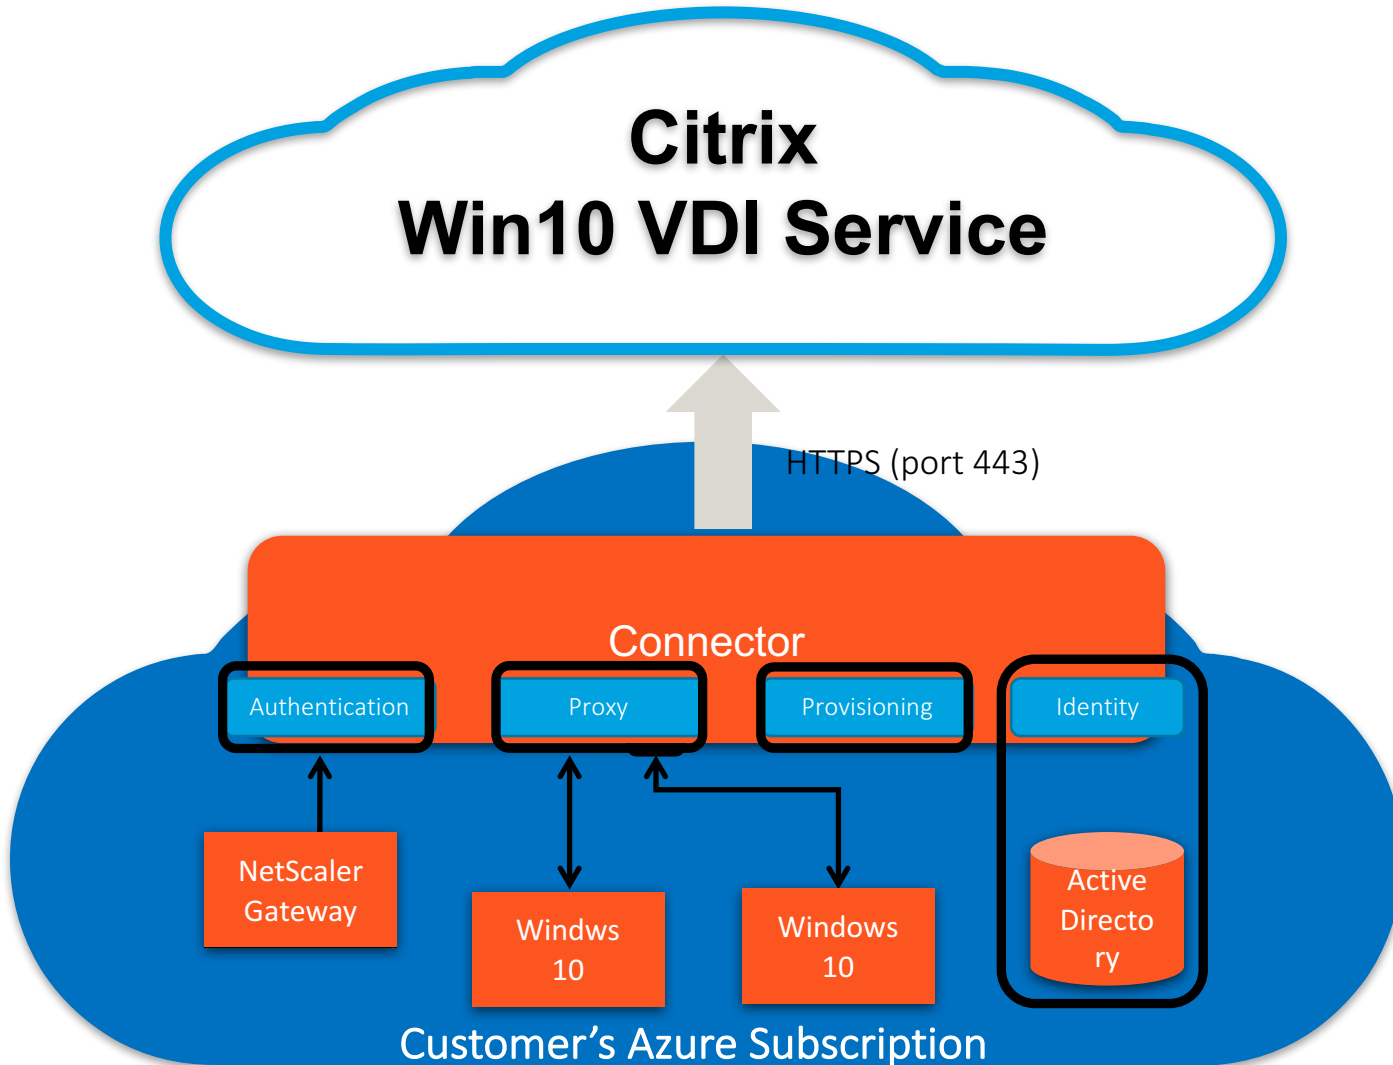 Citrix
Win10 VDI Service
HTTPS (port 443)
Connector
Authentication
Proxy
Provisioning
Identity
NetScaler
Gateway
Windws
10
Windows
10
Active
Directo
ry
Customer’s Azure Subscription